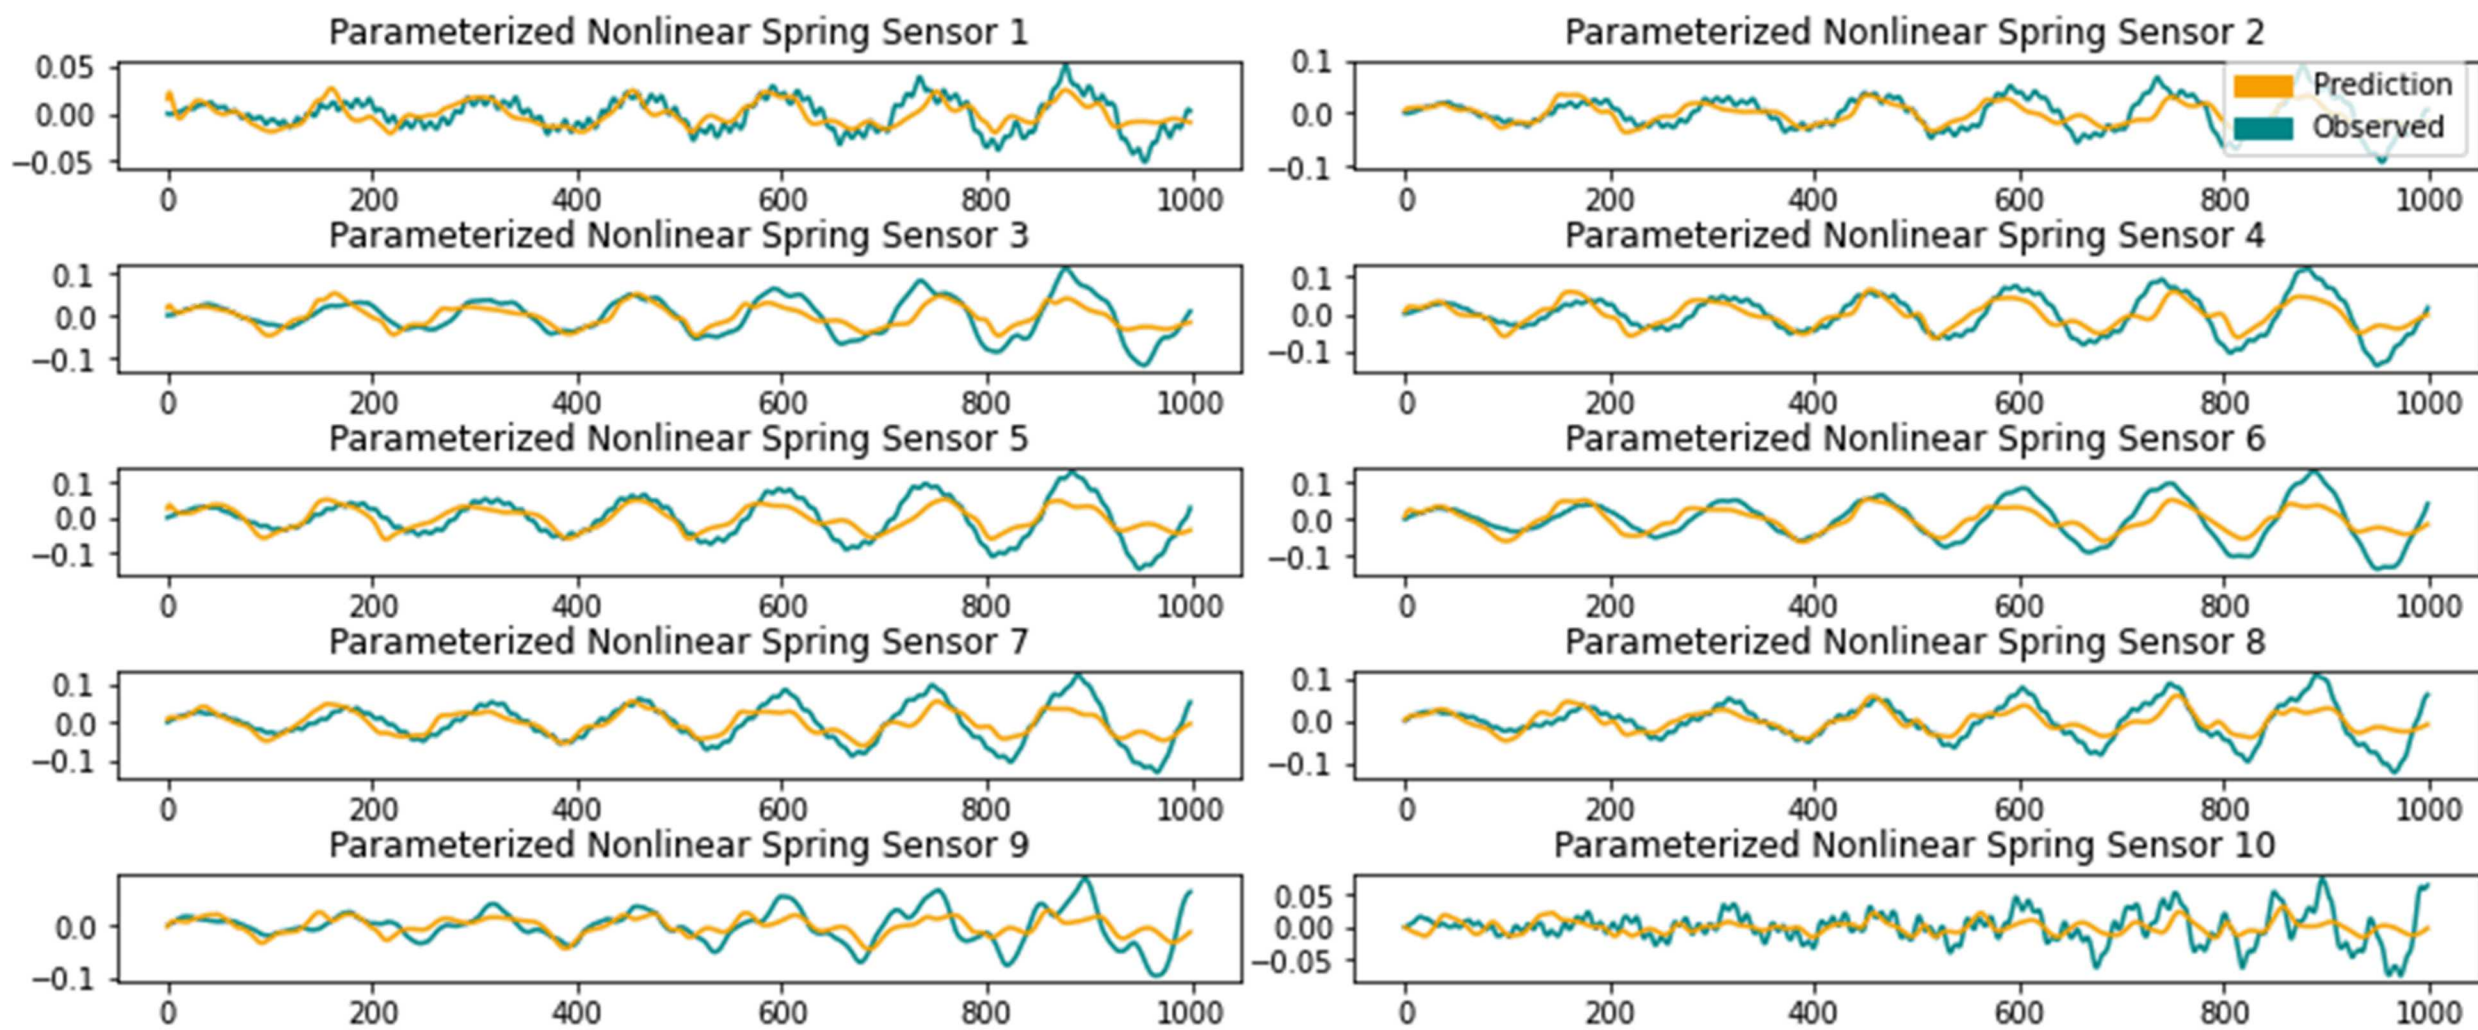 Parameterized Nonlinear Spring Sensor 1
0.05
0.00
−0.05
0 200 400 600 800 1000
Parameterized Nonlinear Spring Sensor 2
0.1
0.0
−0.1
Prediction
Observed
0 200 400 600 800 1000
Parameterized Nonlinear Spring Sensor 3
0.1
0.0
−0.1
0 200 400 600 800 1000
Parameterized Nonlinear Spring Sensor 4
0.1
0.0
−0.1
0 200 400 600 800 1000
Parameterized Nonlinear Spring Sensor 5
0.1
0.0
−0.1
0 200 400 600 800 1000
Parameterized Nonlinear Spring Sensor 6
0.1
0.0
−0.1
0 200 400 600 800 1000
Parameterized Nonlinear Spring Sensor 7
0.1
0.0
−0.1
0 200 400 600 800 1000
Parameterized Nonlinear Spring Sensor 8
0.1
0.0
−0.1
0 200 400 600 800 1000
Parameterized Nonlinear Spring Sensor 9
0.0
−0.1
0 200 400 600 800 1000
Parameterized Nonlinear Spring Sensor 10
0.05
0.00
−0.05
0 200 400 600 800 1000